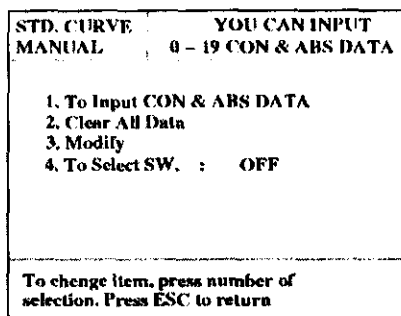 STD. CURVE YOU CAN INPUT
MANUAL 0 – 19 CON & ABS DATA
1. To Input CON & ABS DATA
2. Clear All Data
3. Modify
4. To Select SW. : OFF
To chenge item, press number of
selection. Press ESC to return